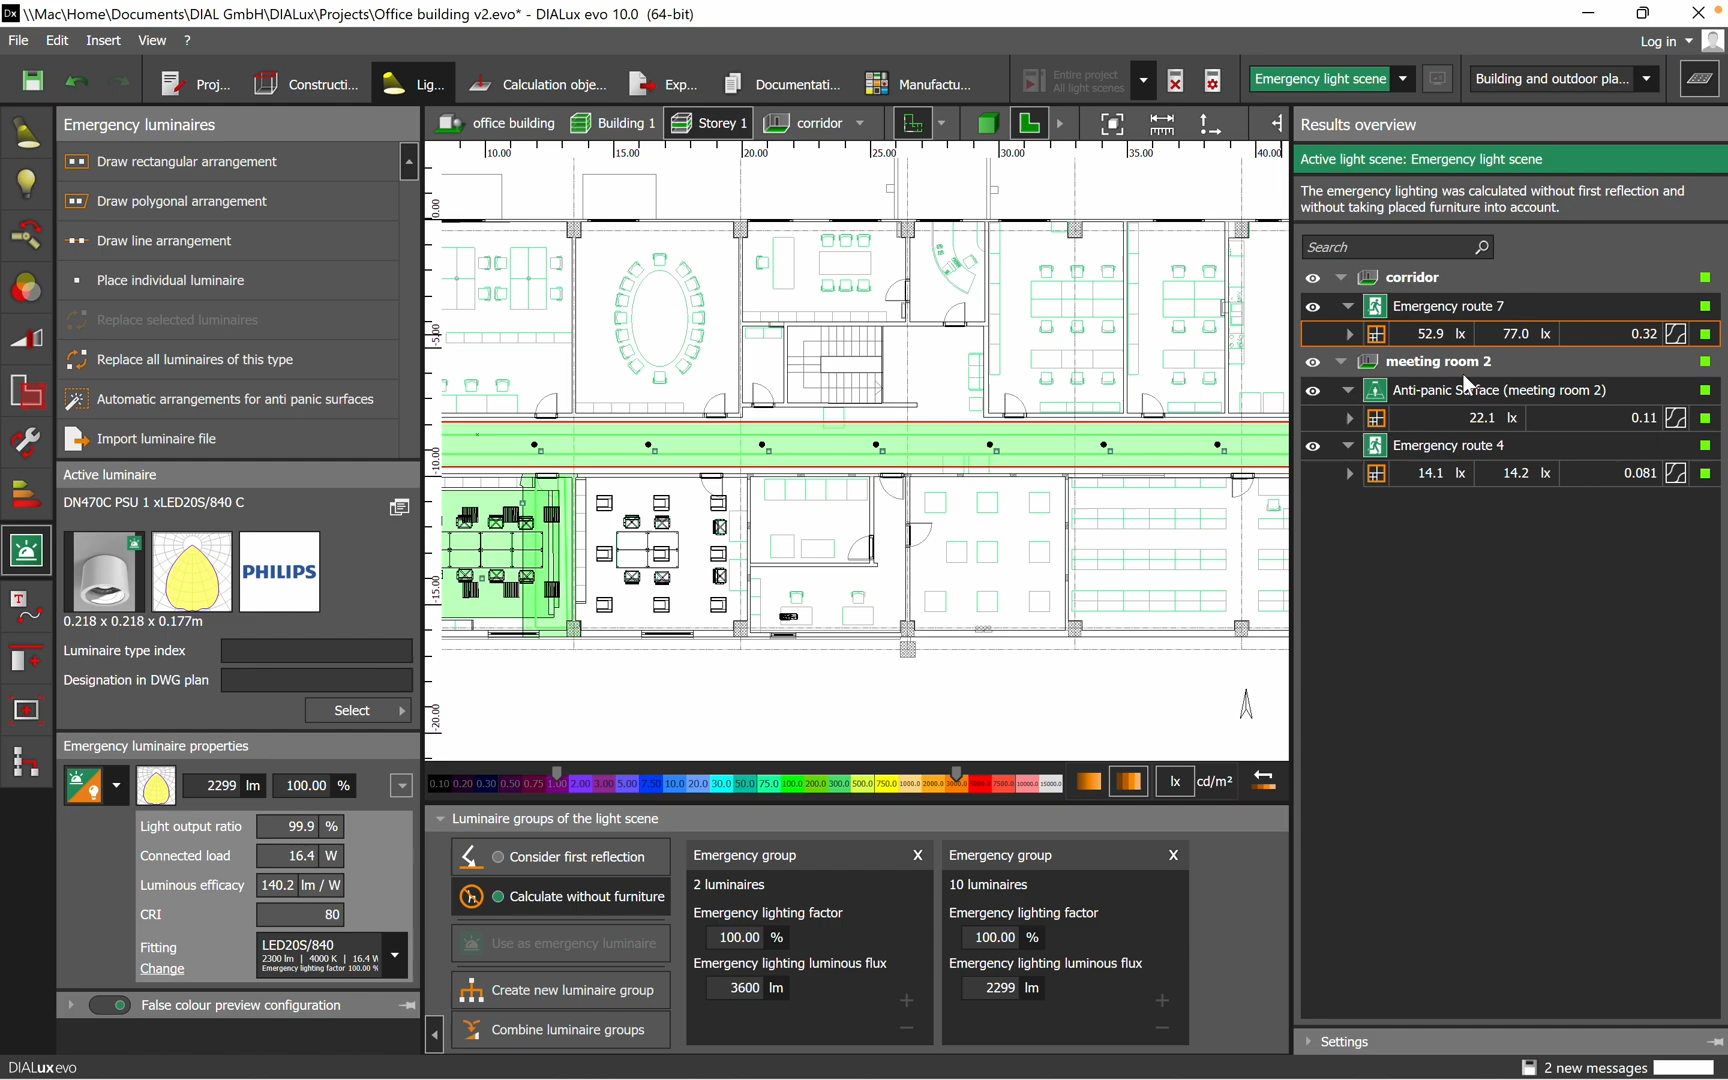 \\Mac\Home\Documents\DIAL GmbH\DIALux\Projects\Office building v2.evo* - DIALux evo 10.0 (64-bit)
File Edit Insert View ?
Log in
Proj... Constructi... Lig... Calculation obje... Exp... Documentati... Manufactu...
Entire project
All light scenes
Emergency light scene
Building and outdoor pla...
Emergency luminaires
Draw rectangular arrangement
Draw polygonal arrangement
Draw line arrangement
Place individual luminaire
Replace selected luminaires
Replace all luminaires of this type
Automatic arrangements for anti panic surfaces
Import luminaire file
Active luminaire
DN470C PSU 1 xLED20S/840 C
PHILIPS
0.218 x 0.218 x 0.177m
Luminaire type index
Designation in DWG plan
Select
Emergency luminaire properties
2299 lm 100.00 %
Light output ratio 99.9 %
Connected load 16.4 W
Luminous efficacy 140.2 lm / W
CRI 80
Fitting
Change
LED20S/840
2300 lm | 4000 K | 16.4 W
Emergency lighting factor 100.00 %
False colour preview configuration
DIALux evo
office building Building 1 Storey 1 corridor
10.00 15.00 20.00 25.00 30.00 35.00 40.00
0.00
-5.00
-10.00
-15.00
-20.00
0.10 0.20 0.30 0.50 0.75 1.00 2.00 3.00 5.00 7.50 10.0 20.0 30.0 50.0 75.0 100.0 200.0 300.0 500.0 750.0 1000.0 2000.0 3000.0 5000.0 7500.0 10000.0 15000.0
lx cd/m²
Luminaire groups of the light scene
Consider first reflection
Calculate without furniture
Use as emergency luminaire
Create new luminaire group
Combine luminaire groups
Emergency group X
2 luminaires
Emergency lighting factor
100.00 %
Emergency lighting luminous flux
3600 lm
Emergency group X
10 luminaires
Emergency lighting factor
100.00 %
Emergency lighting luminous flux
2299 lm
Results overview
Active light scene: Emergency light scene
The emergency lighting was calculated without first reflection and
without taking placed furniture into account.
Search
corridor
Emergency route 7
52.9 lx 77.0 lx 0.32
meeting room 2
Anti-panic Surface (meeting room 2)
22.1 lx 0.11
Emergency route 4
14.1 lx 14.2 lx 0.081
Settings
2 new messages